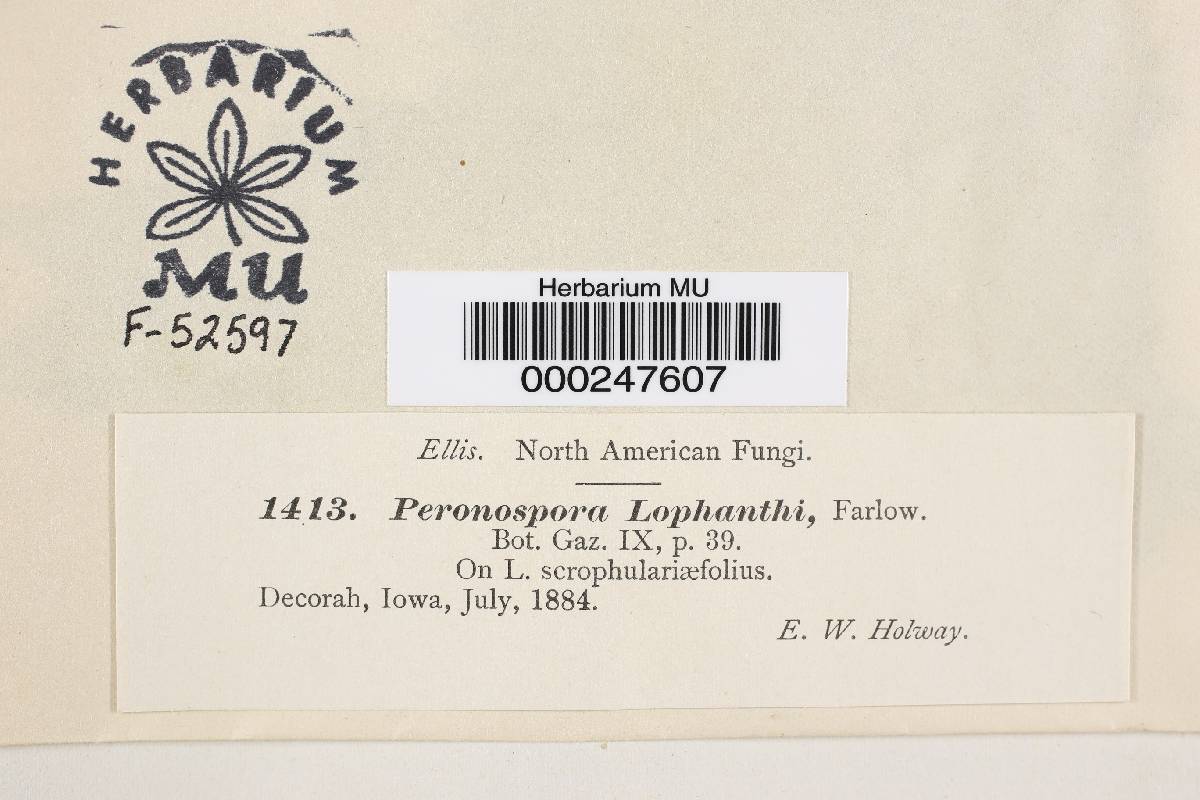 HERBARIUM
MU
F-52597
Herbarium MU
000247607
Ellis. North American Fungi.
1413. Peronospora Lophanthi, Farlow.
Bot. Gaz. IX, p. 39.
On L. scrophulariæfolius.
Decorah, Iowa, July, 1884.
E. W. Holway.